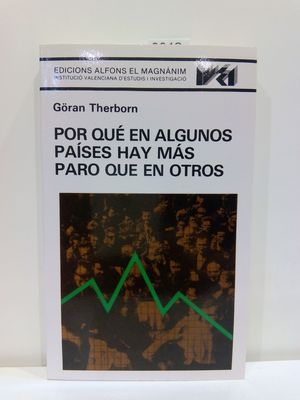 EDICIONS ALFONS EL MAGNÀNIM
INSTITUCIÓ VALENCIANA D'ESTUDIS I INVESTIGACIÓ
Göran Therborn
POR QUÉ EN ALGUNOS
PAÍSES HAY MÁS
PARO QUE EN OTROS